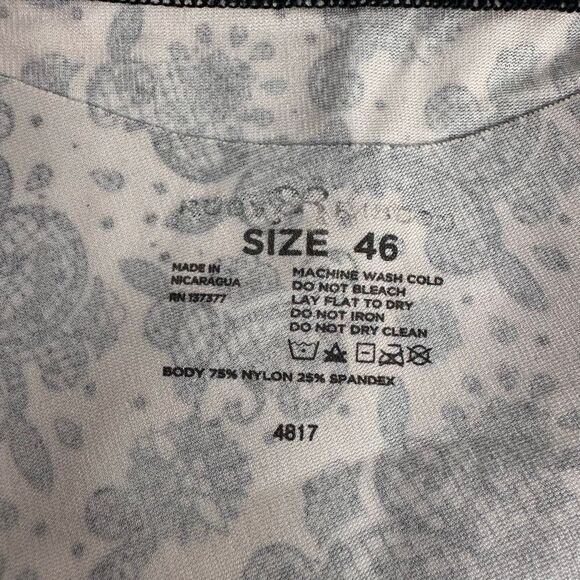 SIZE 46
MADE IN
NICARAGUA
RN 137377
MACHINE WASH COLD
DO NOT BLEACH
LAY FLAT TO DRY
DO NOT IRON
DO NOT DRY CLEAN
BODY 75% NYLON 25% SPANDEX
4817